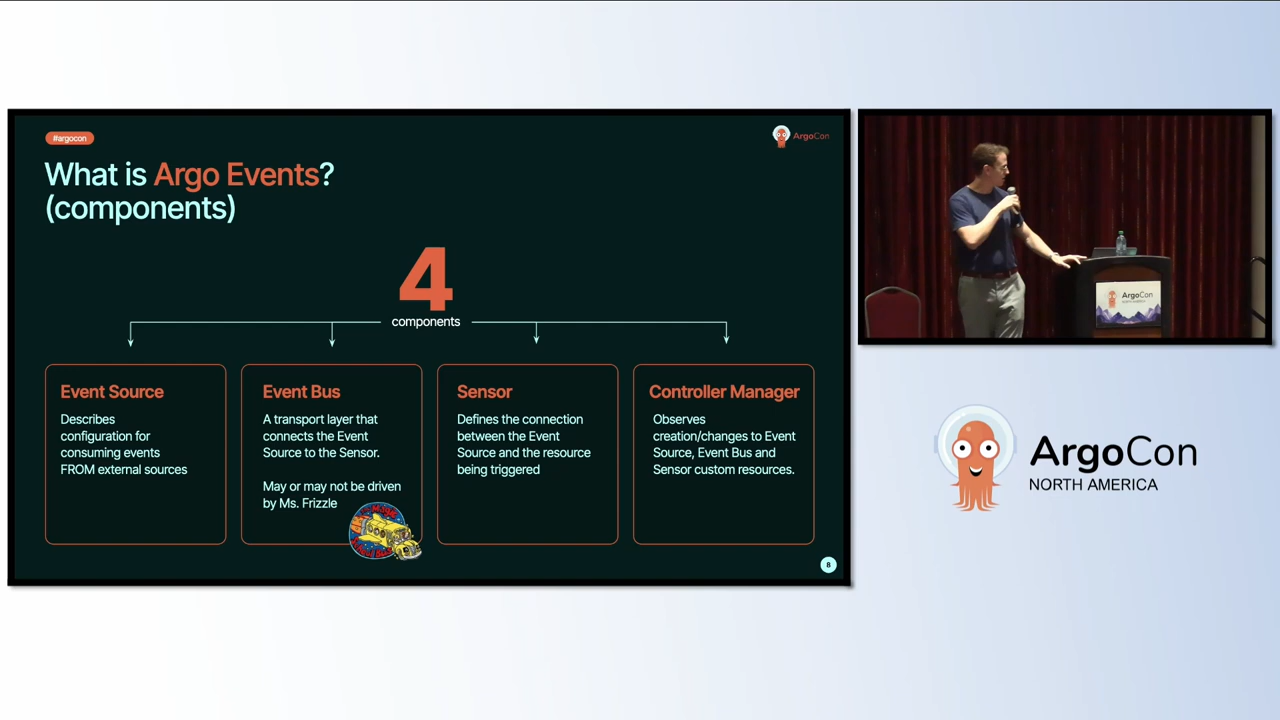 #argocon
ArgoCon
What is Argo Events?
(components)
4
components
Event Source
Describes
configuration for
consuming events
FROM external sources
Event Bus
A transport layer that
connects the Event
Source to the Sensor.
May or may not be driven
by Ms. Frizzle
Sensor
Defines the connection
between the Event
Source and the resource
being triggered
Controller Manager
Observes
creation/changes to Event
Source, Event Bus and
Sensor custom resources.
8
ArgoCon
NORTH AMERICA
ArgoCon
NORTH AMERICA